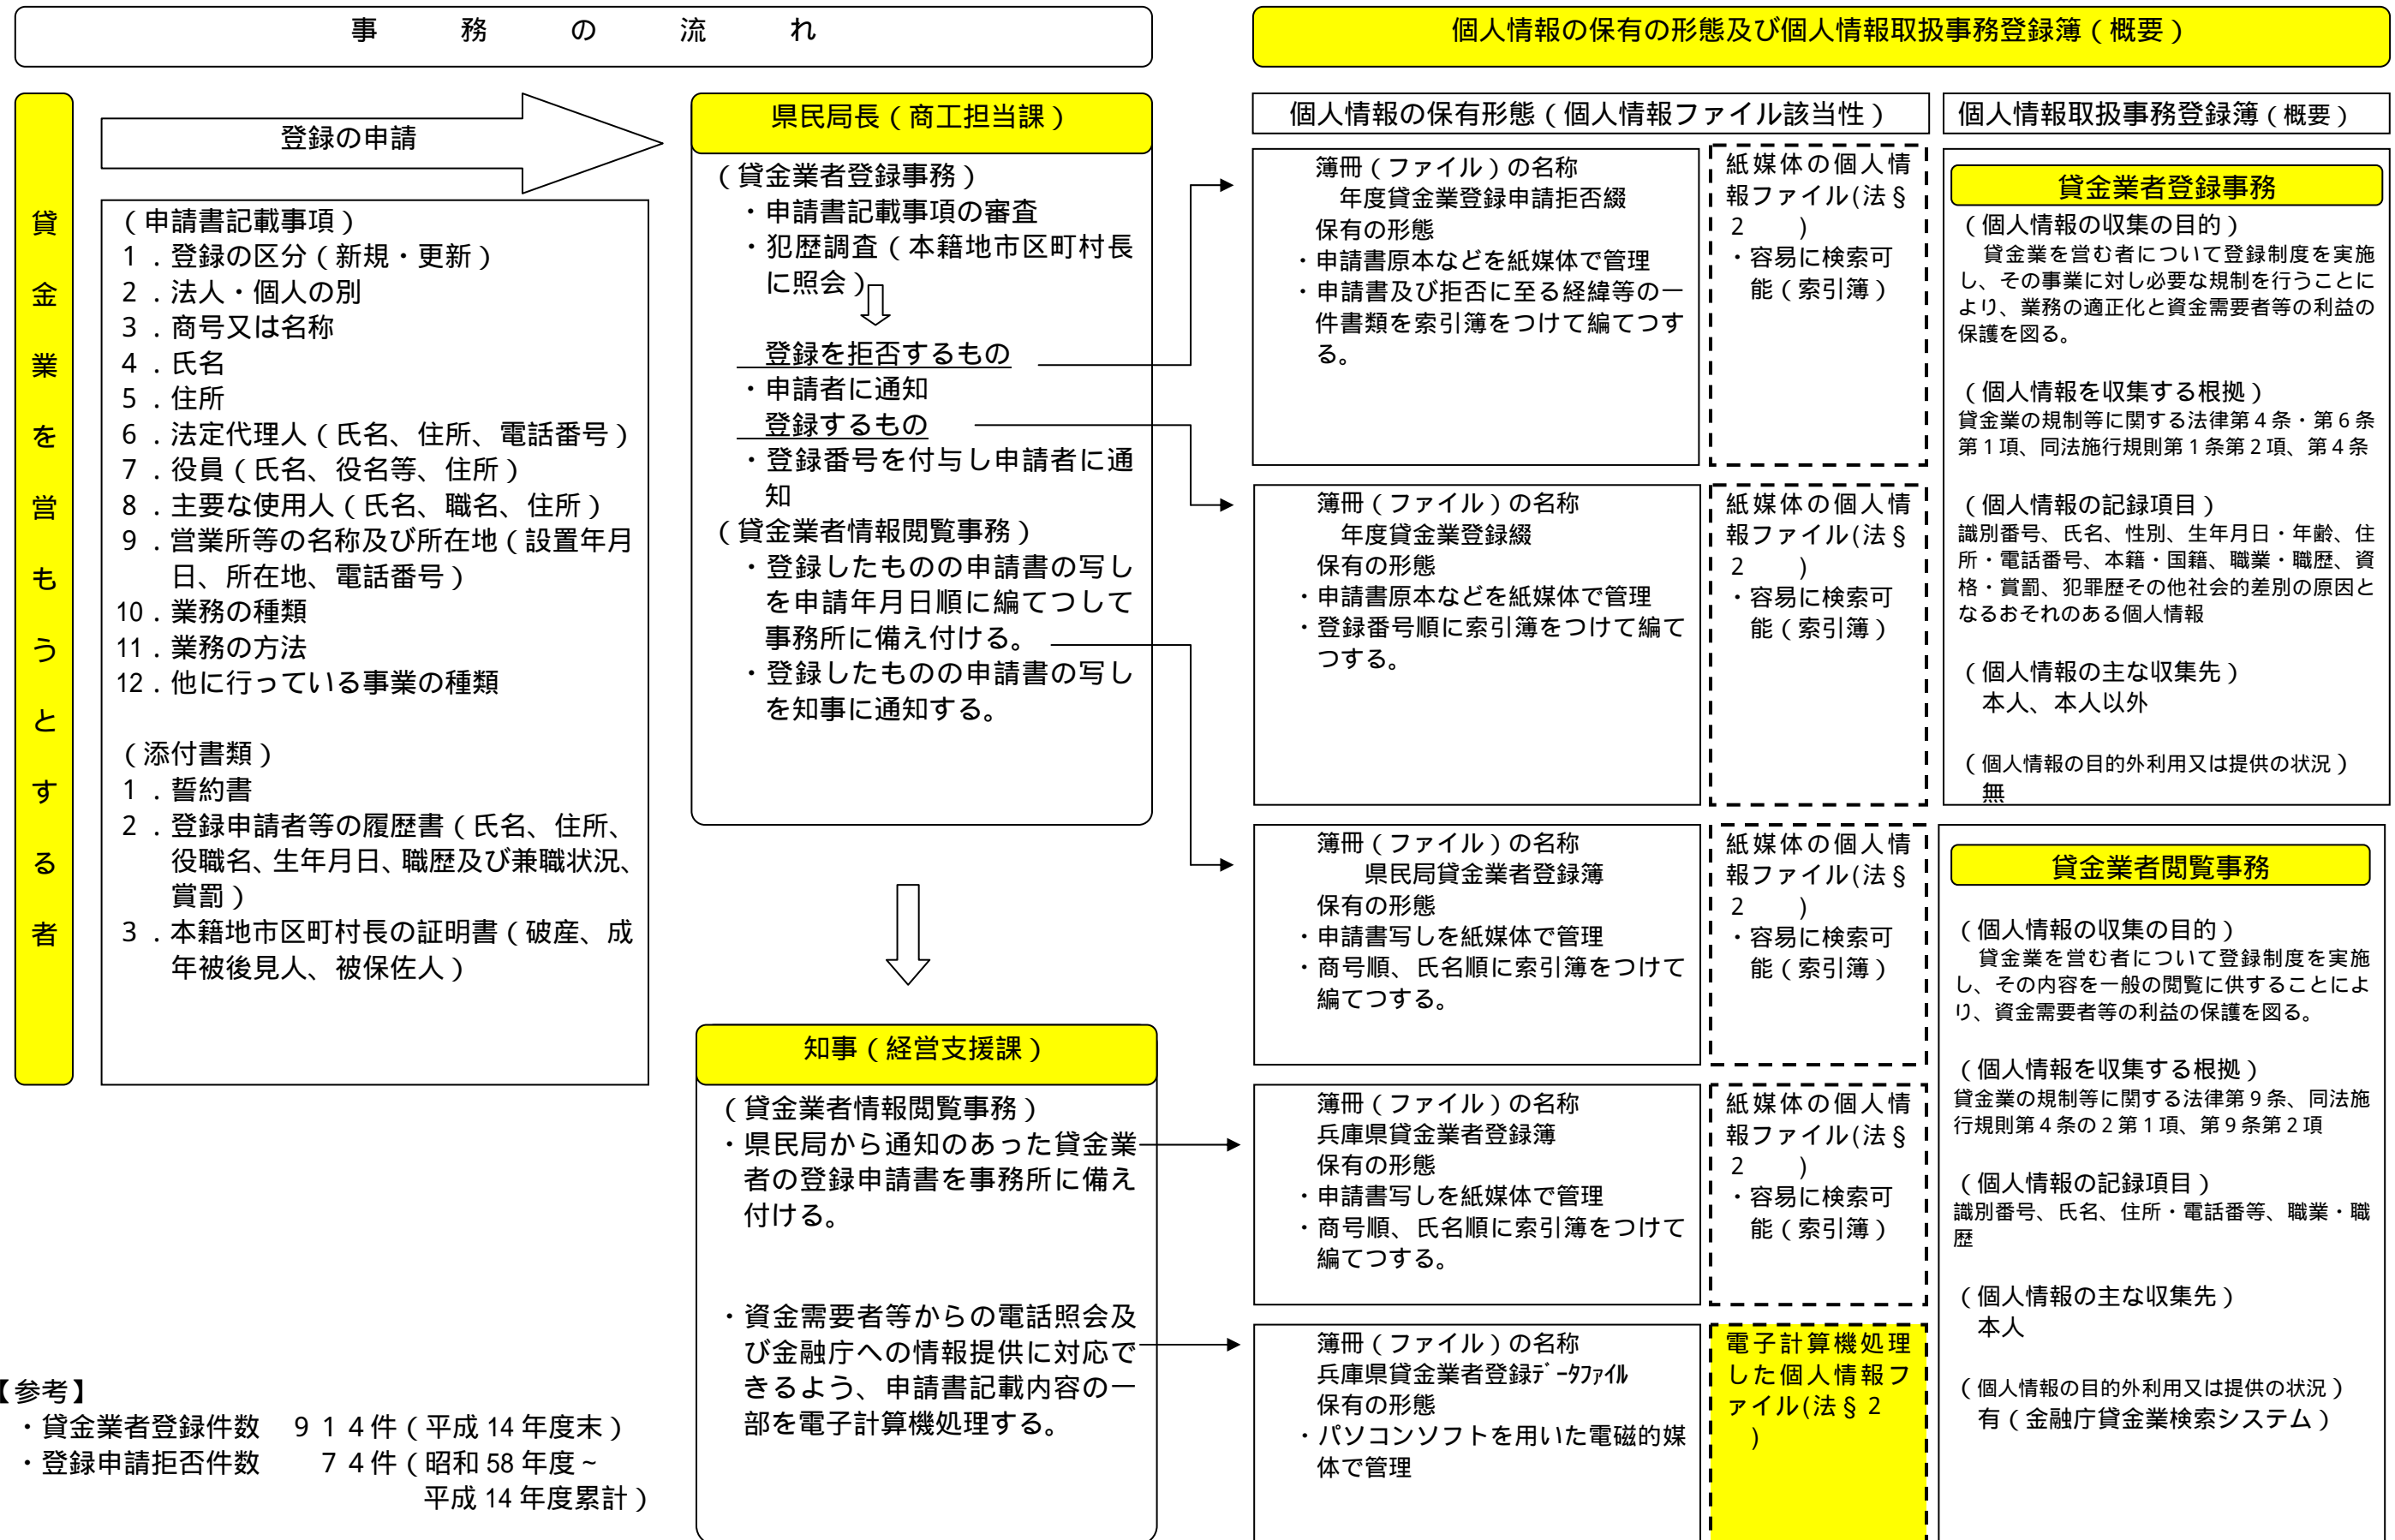 事務の流れ
個人情報の保有の形態及び個人情報取扱事務登録簿（概要）
貸金業を営もうとする者
登録の申請
（申請書記載事項）
１．登録の区分（新規・更新）
２．法人・個人の別
３．商号又は名称
４．氏名
５．住所
６．法定代理人（氏名、住所、電話番号）
７．役員（氏名、役名等、住所）
８．主要な使用人（氏名、職名、住所）
９．営業所等の名称及び所在地（設置年月
日、所在地、電話番号）
10．業務の種類
11．業務の方法
12．他に行っている事業の種類
（添付書類）
１．誓約書
２．登録申請者等の履歴書（氏名、住所、
役職名、生年月日、職歴及び兼職状況、
賞罰）
３．本籍地市区町村長の証明書（破産、成
年被後見人、被保佐人）
【参考】
・貸金業者登録件数　９１４件（平成14年度末）
・登録申請拒否件数　　７４件（昭和58年度～
平成14年度累計）
県民局長（商工担当課）
（貸金業者登録事務）
・申請書記載事項の審査
・犯歴調査（本籍地市区町村長
に照会）
登録を拒否するもの
・申請者に通知
登録するもの
・登録番号を付与し申請者に通
知
（貸金業者情報閲覧事務）
・登録したものの申請書の写し
を申請年月日順に編てつして
事務所に備え付ける。
・登録したものの申請書の写し
を知事に通知する。
知事（経営支援課）
（貸金業者情報閲覧事務）
・県民局から通知のあった貸金業
者の登録申請書を事務所に備え
付ける。
・資金需要者等からの電話照会及
び金融庁への情報提供に対応で
きるよう、申請書記載内容の一
部を電子計算機処理する。
個人情報の保有形態（個人情報ファイル該当性）
簿冊（ファイル）の名称
年度貸金業登録申請拒否綴
保有の形態
・申請書原本などを紙媒体で管理
・申請書及び拒否に至る経緯等の一
件書類を索引簿をつけて編てつす
る。
紙媒体の個人情
報ファイル(法§
２　　)
・容易に検索可
能（索引簿）
簿冊（ファイル）の名称
年度貸金業登録綴
保有の形態
・申請書原本などを紙媒体で管理
・登録番号順に索引簿をつけて編て
つする。
紙媒体の個人情
報ファイル(法§
２　　)
・容易に検索可
能（索引簿）
簿冊（ファイル）の名称
県民局貸金業者登録簿
保有の形態
・申請書写しを紙媒体で管理
・商号順、氏名順に索引簿をつけて
編てつする。
紙媒体の個人情
報ファイル(法§
２　　)
・容易に検索可
能（索引簿）
簿冊（ファイル）の名称
兵庫県貸金業者登録簿
保有の形態
・申請書写しを紙媒体で管理
・商号順、氏名順に索引簿をつけて
編てつする。
紙媒体の個人情
報ファイル(法§
２　　)
・容易に検索可
能（索引簿）
簿冊（ファイル）の名称
兵庫県貸金業者登録ﾃﾞｰﾀﾌｧｲﾙ
保有の形態
・パソコンソフトを用いた電磁的媒
体で管理
電子計算機処理
した個人情報フ
ァイル(法§２
)
個人情報取扱事務登録簿（概要）
貸金業者登録事務
（個人情報の収集の目的）
貸金業を営む者について登録制度を実施
し、その事業に対し必要な規制を行うことに
より、業務の適正化と資金需要者等の利益の
保護を図る。
（個人情報を収集する根拠）
貸金業の規制等に関する法律第４条・第６条
第１項、同法施行規則第１条第２項、第４条
（個人情報の記録項目）
識別番号、氏名、性別、生年月日・年齢、住
所・電話番号、本籍・国籍、職業・職歴、資
格・賞罰、犯罪歴その他社会的差別の原因と
なるおそれのある個人情報
（個人情報の主な収集先）
本人、本人以外
（個人情報の目的外利用又は提供の状況）
無
貸金業者閲覧事務
（個人情報の収集の目的）
貸金業を営む者について登録制度を実施
し、その内容を一般の閲覧に供することによ
り、資金需要者等の利益の保護を図る。
（個人情報を収集する根拠）
貸金業の規制等に関する法律第９条、同法施
行規則第４条の２第１項、第９条第２項
（個人情報の記録項目）
識別番号、氏名、住所・電話番等、職業・職
歴
（個人情報の主な収集先）
本人
（個人情報の目的外利用又は提供の状況）
有（金融庁貸金業検索システム）